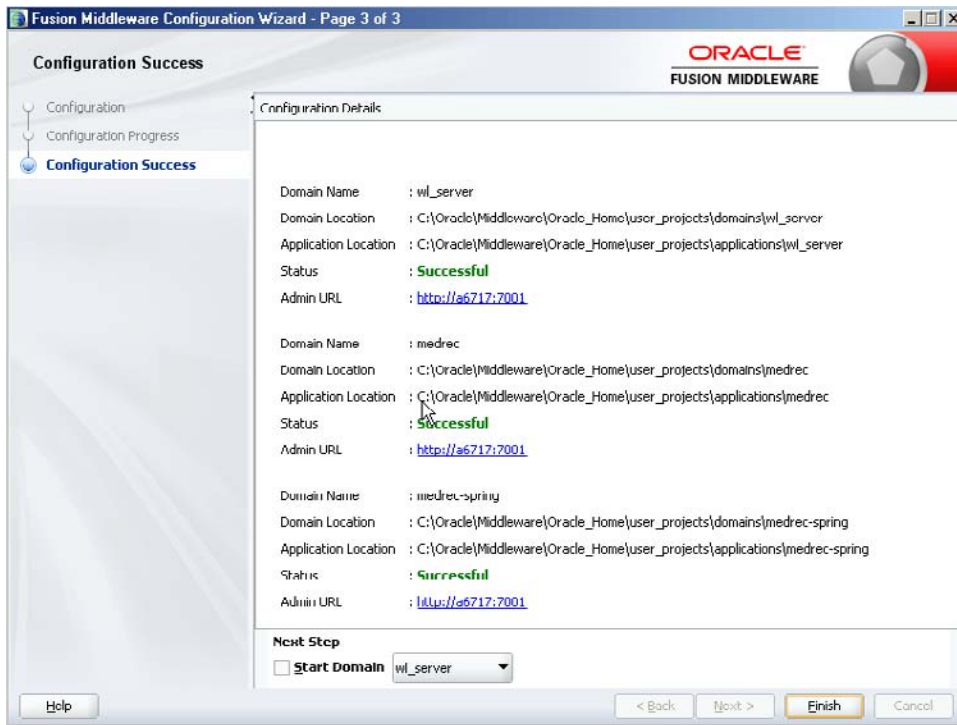 Fusion Middleware Configuration Wizard - Page 3 of 3
Configuration Success
ORACLE
FUSION MIDDLEWARE
Configuration
Configuration Progress
Configuration Success
Configuration Details
Domain Name : wl_server
Domain Location : C:\Oracle\Middleware\Oracle_Home\user_projects\domains\wl_server
Application Location : C:\Oracle\Middleware\Oracle_Home\user_projects\applications\wl_server
Status : Successful
Admin URL : http://a6717:7001
Domain Name : medrec
Domain Location : C:\Oracle\Middleware\Oracle_Home\user_projects\domains\medrec
Application Location : C:\Oracle\Middleware\Oracle_Home\user_projects\applications\medrec
Status : Successful
Admin URL : http://a6717:7001
Domain Name : medrec-spring
Domain Location : C:\Oracle\Middleware\Oracle_Home\user_projects\domains\medrec-spring
Application Location : C:\Oracle\Middleware\Oracle_Home\user_projects\applications\medrec-spring
Status : Successful
Admin URL : http://a6717:7001
Next Step
Start Domain wl_server
Help < Back Next > Finish Cancel